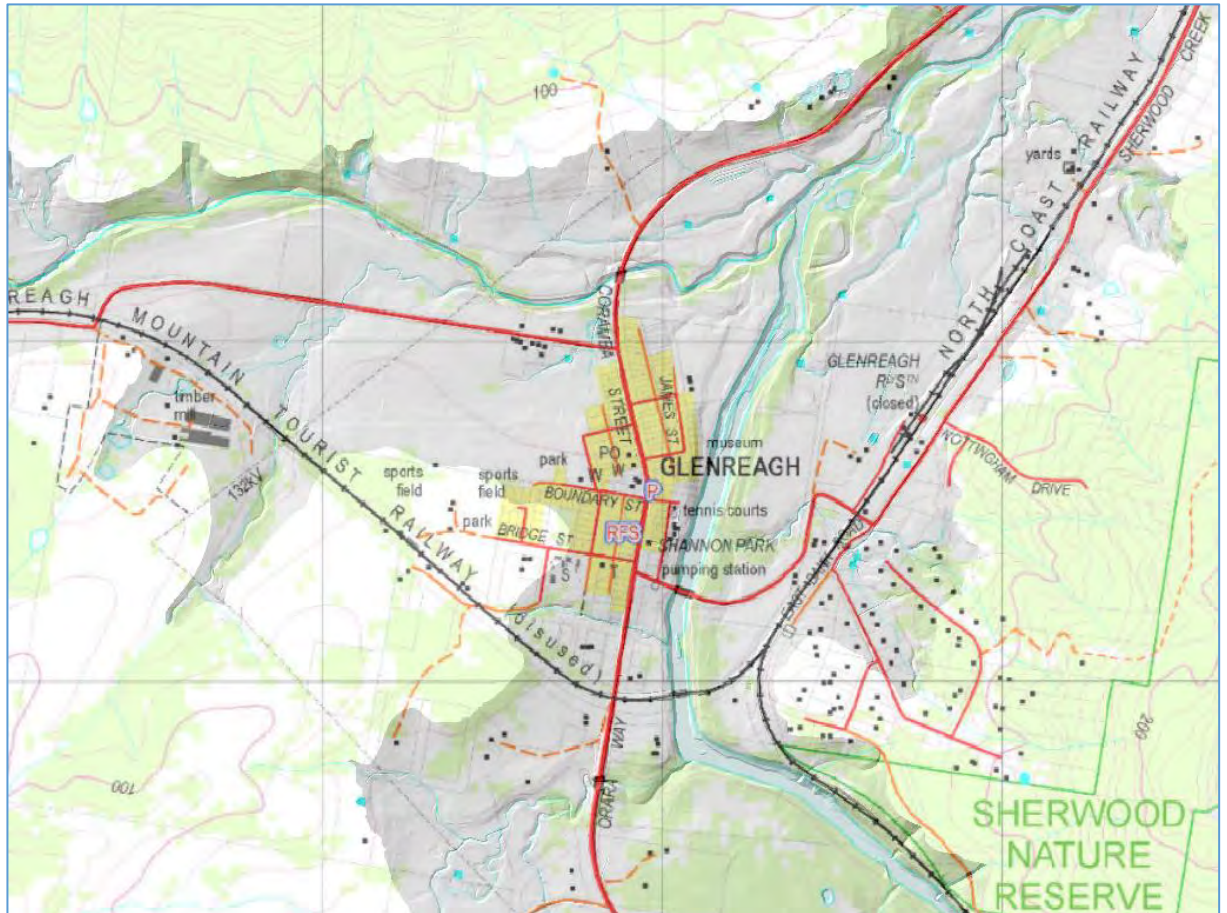 100
RAILWAY
CREEK
SHERWOOD
yards
COAST
NORTH
REAGH
MOUNTAIN
TOURIST
RAILWAY
(disused)
timber
mill
132kV
CORAMBA
STREET
JAMES ST
museum
GLENREAGH
GLENREAGH
RLY STN
(closed)
NOTTINGHAM DRIVE
PO
W
W
park
P
BOUNDARY ST
tennis courts
sports
field
sports
field
park
BRIDGE ST
RFS
SHANNON PARK
pumping station
ORARA WAY
100
200
SHERWOOD
NATURE
RESERVE